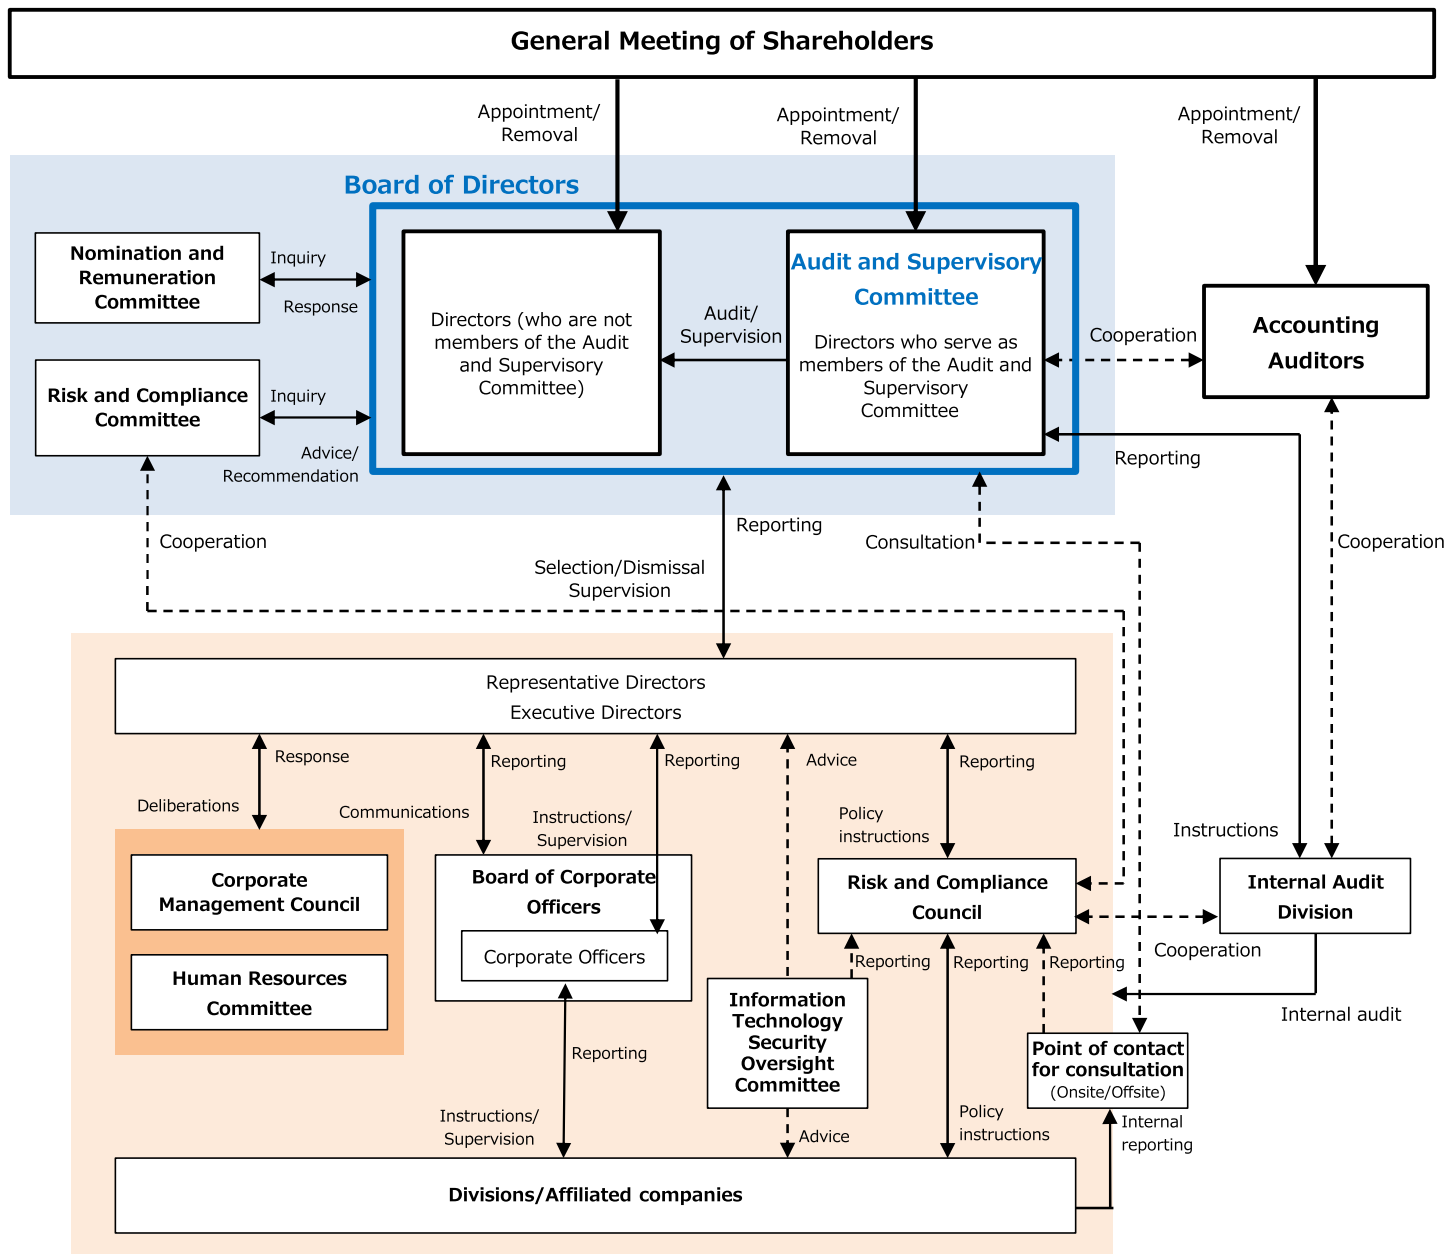 General Meeting of Shareholders
Appointment/
Removal
Appointment/
Removal
Appointment/
Removal
Board of Directors
Nomination and
Remuneration
Committee
Inquiry
Response
Risk and Compliance
Committee
Inquiry
Advice/
Recommendation
Directors (who are not
members of the Audit
and Supervisory
Committee)
Audit/
Supervision
Audit and Supervisory
Committee
Directors who serve as
members of the Audit and
Supervisory
Committee
Cooperation
Accounting
Auditors
Reporting
Cooperation
Reporting
Consultation
Cooperation
Selection/Dismissal
Supervision
Representative Directors
Executive Directors
Response
Deliberations
Reporting
Communications
Reporting
Instructions/
Supervision
Advice
Reporting
Policy
instructions
Instructions
Corporate
Management Council
Human Resources
Committee
Board of Corporate
Officers
Corporate Officers
Risk and Compliance
Council
Internal Audit
Division
Cooperation
Reporting
Reporting
Reporting
Internal audit
Information
Technology
Security
Oversight
Committee
Point of contact
for consultation
(Onsite/Offsite)
Reporting
Instructions/
Supervision
Advice
Policy
instructions
Internal
reporting
Divisions/Affiliated companies